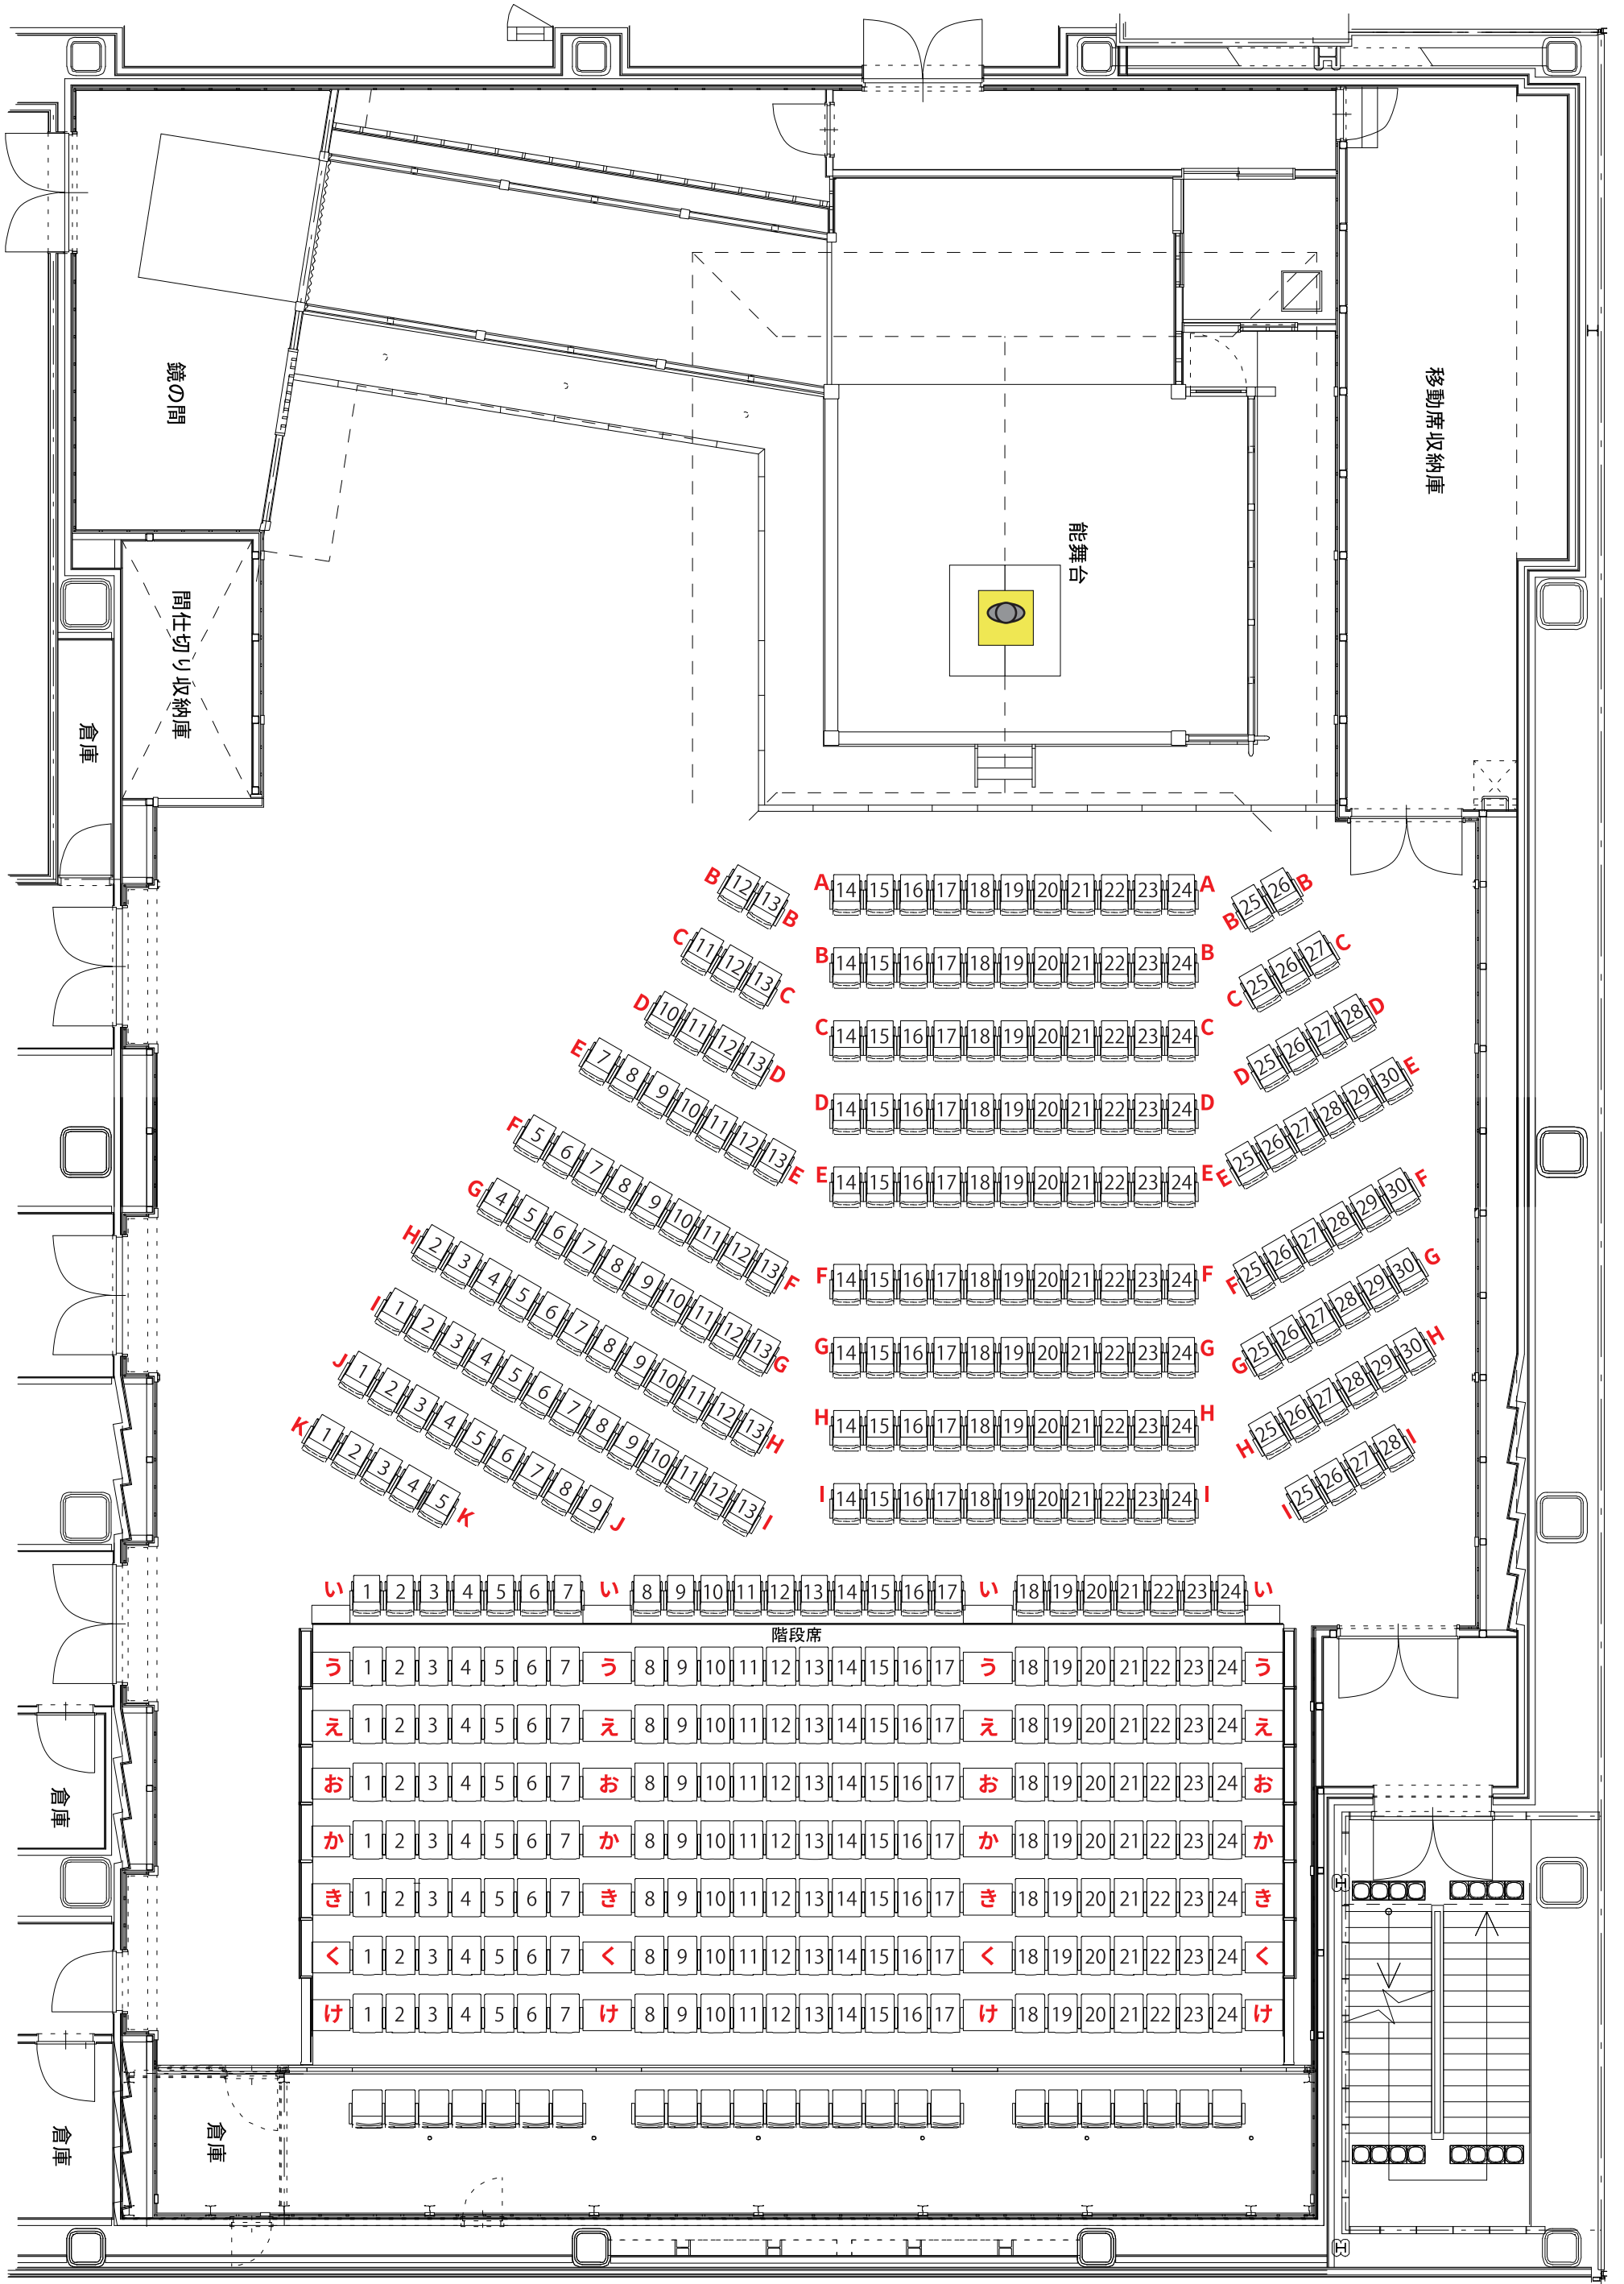 鏡の間
移動席収納庫
能舞台
間仕切り収納庫
倉庫
A 14 15 16 17 18 19 20 21 22 23 24 A
B 12 13 B
B 14 15 16 17 18 19 20 21 22 23 24 B
B 25 26 B
C 11 12 13 C
C 14 15 16 17 18 19 20 21 22 23 24 C
C 25 26 27 C
D 10 11 12 13 D
D 14 15 16 17 18 19 20 21 22 23 24 D
D 25 26 27 28 D
E 7 8 9 10 11 12 13 E
E 14 15 16 17 18 19 20 21 22 23 24 E
E 25 26 27 28 29 30 E
F 5 6 7 8 9 10 11 12 13 F
F 14 15 16 17 18 19 20 21 22 23 24 F
F 25 26 27 28 29 30 F
G 4 5 6 7 8 9 10 11 12 13 G
G 14 15 16 17 18 19 20 21 22 23 24 G
G 25 26 27 28 29 30 G
H 2 3 4 5 6 7 8 9 10 11 12 13 H
H 14 15 16 17 18 19 20 21 22 23 24 H
H 25 26 27 28 29 30 H
I 1 2 3 4 5 6 7 8 9 10 11 12 13 I
I 14 15 16 17 18 19 20 21 22 23 24 I
I 25 26 27 28 I
J 1 2 3 4 5 6 7 8 9 J
K 1 2 3 4 5 K
い 1 2 3 4 5 6 7 い 8 9 10 11 12 13 14 15 16 17 い 18 19 20 21 22 23 24 い
階段席
う 1 2 3 4 5 6 7 う 8 9 10 11 12 13 14 15 16 17 う 18 19 20 21 22 23 24 う
え 1 2 3 4 5 6 7 え 8 9 10 11 12 13 14 15 16 17 え 18 19 20 21 22 23 24 え
お 1 2 3 4 5 6 7 お 8 9 10 11 12 13 14 15 16 17 お 18 19 20 21 22 23 24 お
か 1 2 3 4 5 6 7 か 8 9 10 11 12 13 14 15 16 17 か 18 19 20 21 22 23 24 か
き 1 2 3 4 5 6 7 き 8 9 10 11 12 13 14 15 16 17 き 18 19 20 21 22 23 24 き
く 1 2 3 4 5 6 7 く 8 9 10 11 12 13 14 15 16 17 く 18 19 20 21 22 23 24 く
け 1 2 3 4 5 6 7 け 8 9 10 11 12 13 14 15 16 17 け 18 19 20 21 22 23 24 け
倉庫
倉庫
倉庫